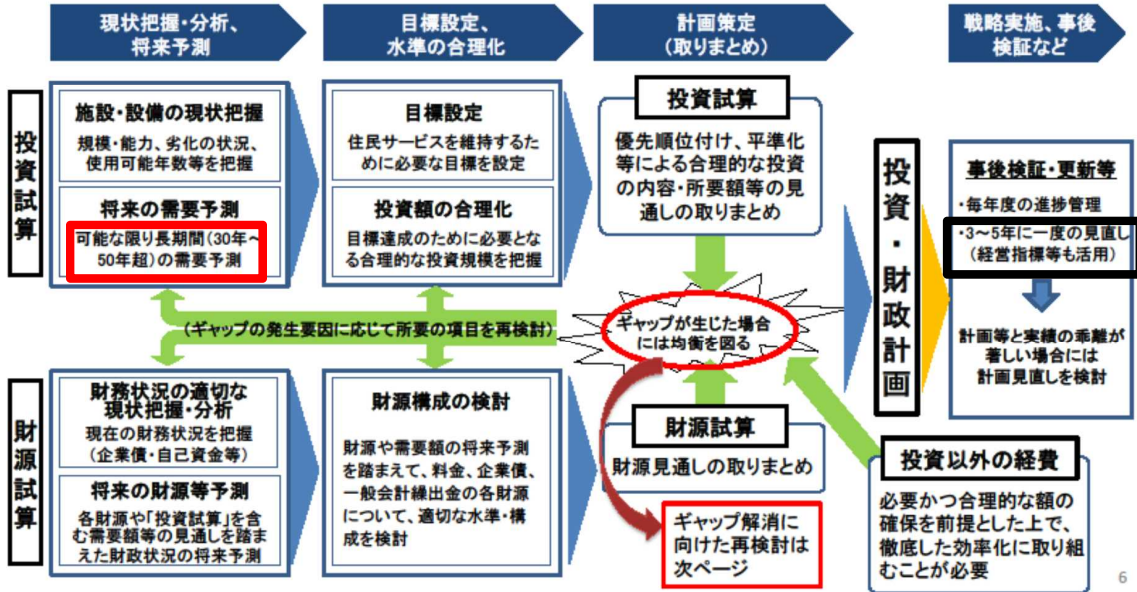 現状把握・分析、
将来予測
目標設定、
水準の合理化
計画策定
(取りまとめ)
戦略実施、事後
検証など
投資試算
施設・設備の現状把握
規模・能力、劣化の状況、
使用可能年数等を把握
将来の需要予測
可能な限り長期間(30年～
50年超)の需要予測
目標設定
住民サービスを維持するた
めに必要な目標を設定
投資額の合理化
目標達成のために必要とな
る合理的な投資規模を把握
投資試算
優先順位付け、平準化
等による合理的な投資
の内容・所要額等の見
通しの取りまとめ
(ギャップの発生要因に応じて所要の項目を再検討)
ギャップが生じた場合
には均衡を図る
財源試算
財務状況の適切な
現状把握・分析
現在の財務状況を把握
(企業債・自己資金等)
将来の財源等予測
各財源や「投資試算」を含
む需要額等の見通しを踏ま
えた財政状況の将来予測
財源構成の検討
財源や需要額の将来予測
を踏まえて、料金、企業債、
一般会計繰出金の各財源
について、適切な水準・構
成を検討
財源試算
財源見通しの取りまとめ
ギャップ解消に
向けた再検討は
次ページ
投資以外の経費
必要かつ合理的な額の
確保を前提とした上で、
徹底した効率化に取り組
むことが必要
投資・財政計画
事後検証・更新等
・毎年度の進捗管理
・3～5年に一度の見直し
(経営指標等も活用)
計画等と実績の乖離が
著しい場合には
計画見直しを検討
6